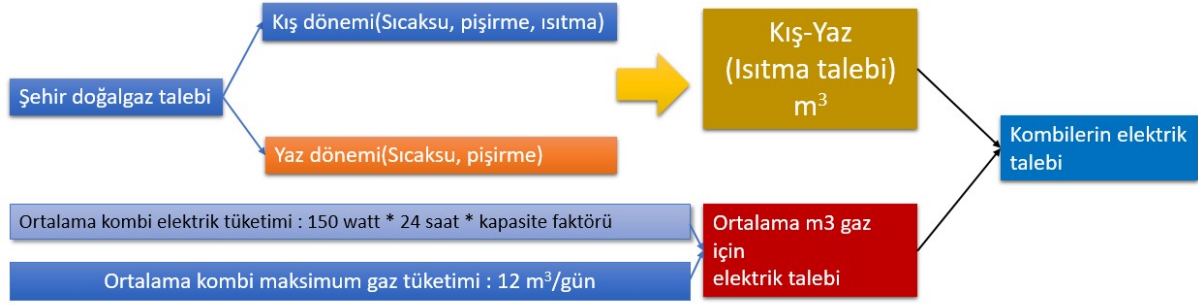 Kış dönemi(Sıcaksu, pişirme, ısıtma)
Şehir doğalgaz talebi
Yaz dönemi(Sıcaksu, pişirme)
Kış-Yaz
(Isıtma talebi)
m³
Kombilerin elektrik
talebi
Ortalama kombi elektrik tüketimi : 150 watt * 24 saat * kapasite faktörü
Ortalama kombi maksimum gaz tüketimi : 12 m³/gün
Ortalama m3 gaz
için
elektrik talebi